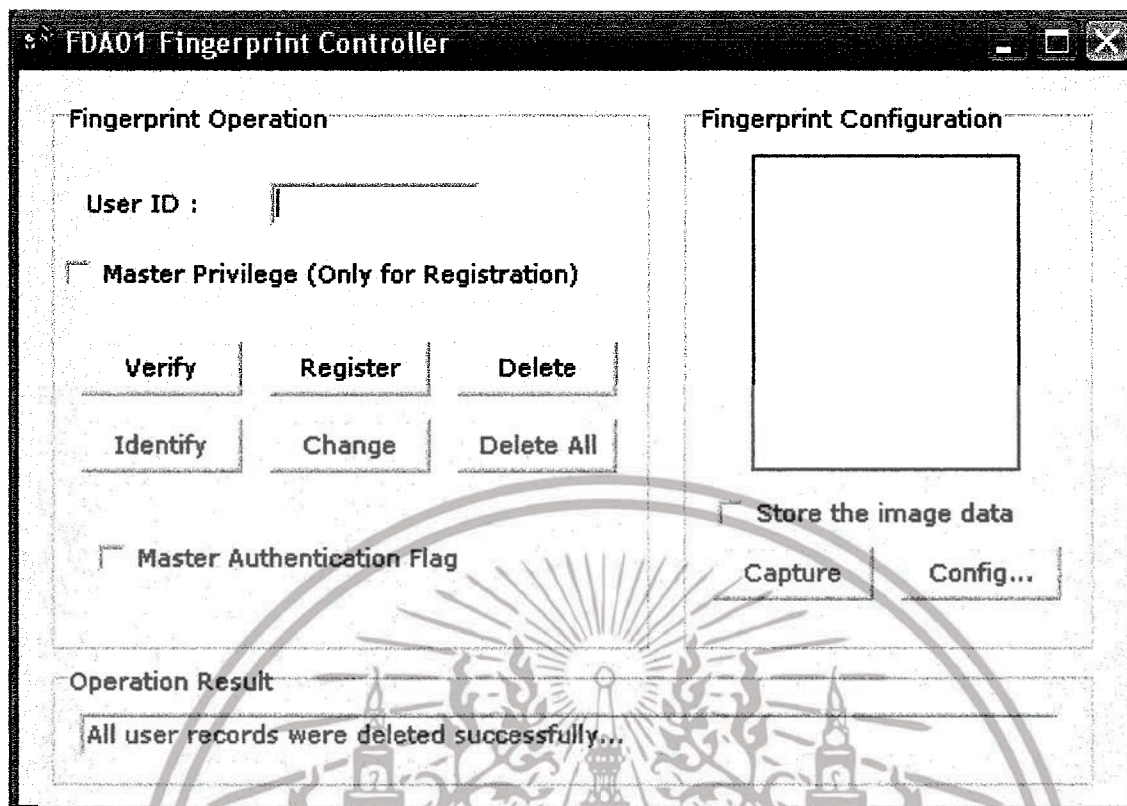 FDA01 Fingerprint Controller
Fingerprint Operation
User ID :
Master Privilege (Only for Registration)
Verify Register Delete
Identify Change Delete All
Master Authentication Flag
Fingerprint Configuration
Store the image data
Capture Config...
Operation Result
All user records were deleted successfully...